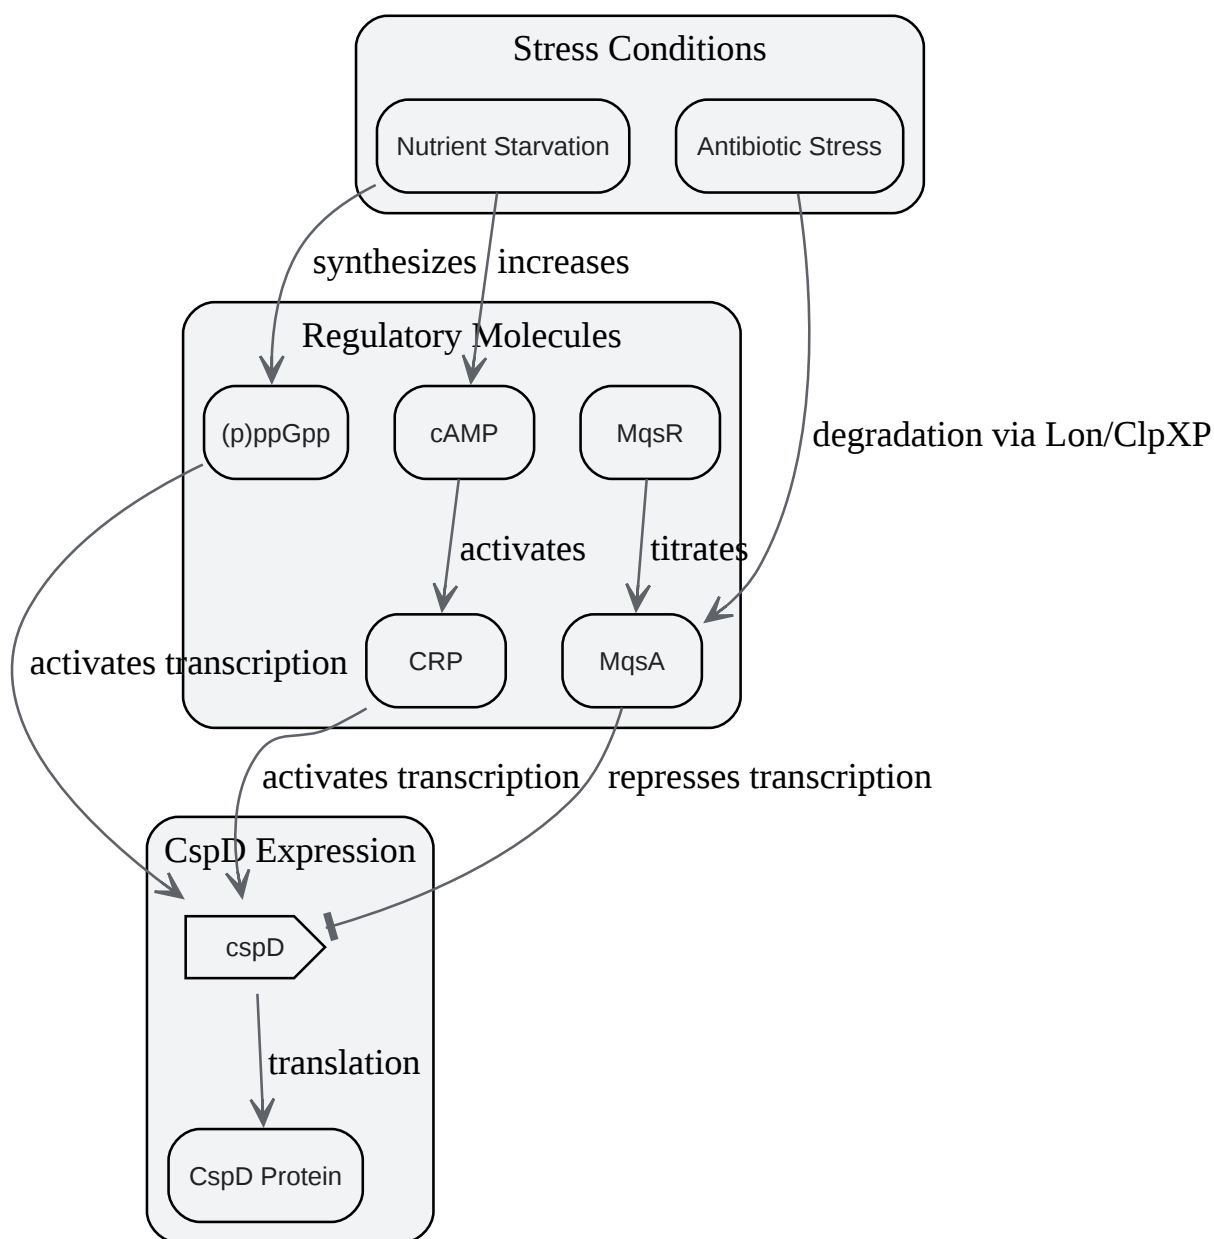 Stress Conditions
Nutrient Starvation
Antibiotic Stress
synthesizes
increases
Regulatory Molecules
(p)ppGpp
cAMP
MqsR
degradation via Lon/ClpXP
activates
titrates
activates transcription
CRP
MqsA
activates transcription
represses transcription
CspD Expression
cspD
translation
CspD Protein